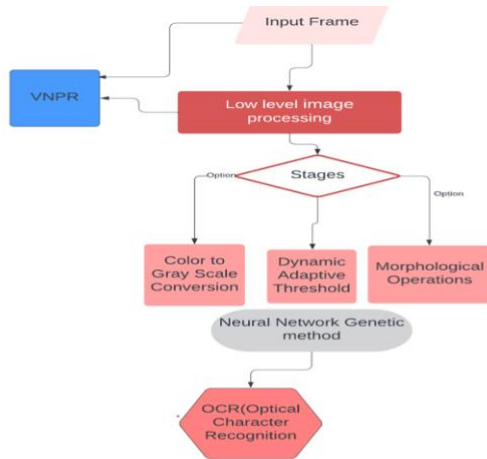 Input Frame
VNPR
Low level image
processing
Stages
Option
Option
Color to
Gray Scale
Conversion
Dynamic
Adaptive
Threshold
Morphological
Operations
Neural Network Genetic
method
OCR(Optical
Character
Recognition